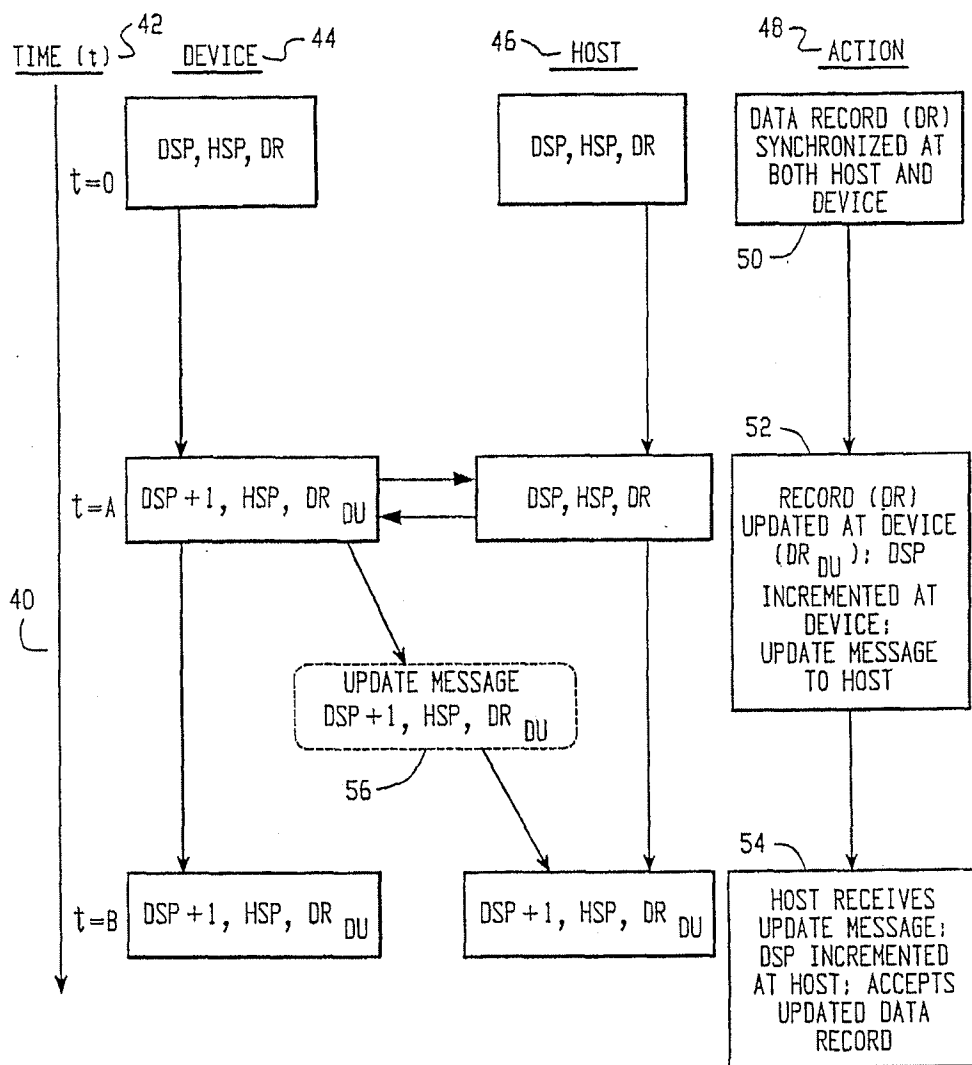 42
44
46
48
TIME (t)
DEVICE
HOST
ACTION
t=0
DSP, HSP, DR
DSP, HSP, DR
DATA RECORD (DR)
SYNCHRONIZED AT
BOTH HOST AND
DEVICE
50
52
t=A
DSP+1, HSP, DR DU
DSP, HSP, DR
RECORD (DR)
UPDATED AT DEVICE
(DR DU); DSP
INCREMENTED AT
DEVICE;
UPDATE MESSAGE
TO HOST
40
UPDATE MESSAGE
DSP+1, HSP, DR DU
56
54
t=B
DSP+1, HSP, DR DU
DSP+1, HSP, DR DU
HOST RECEIVES
UPDATE MESSAGE;
DSP INCREMENTED
AT HOST; ACCEPTS
UPDATED DATA
RECORD